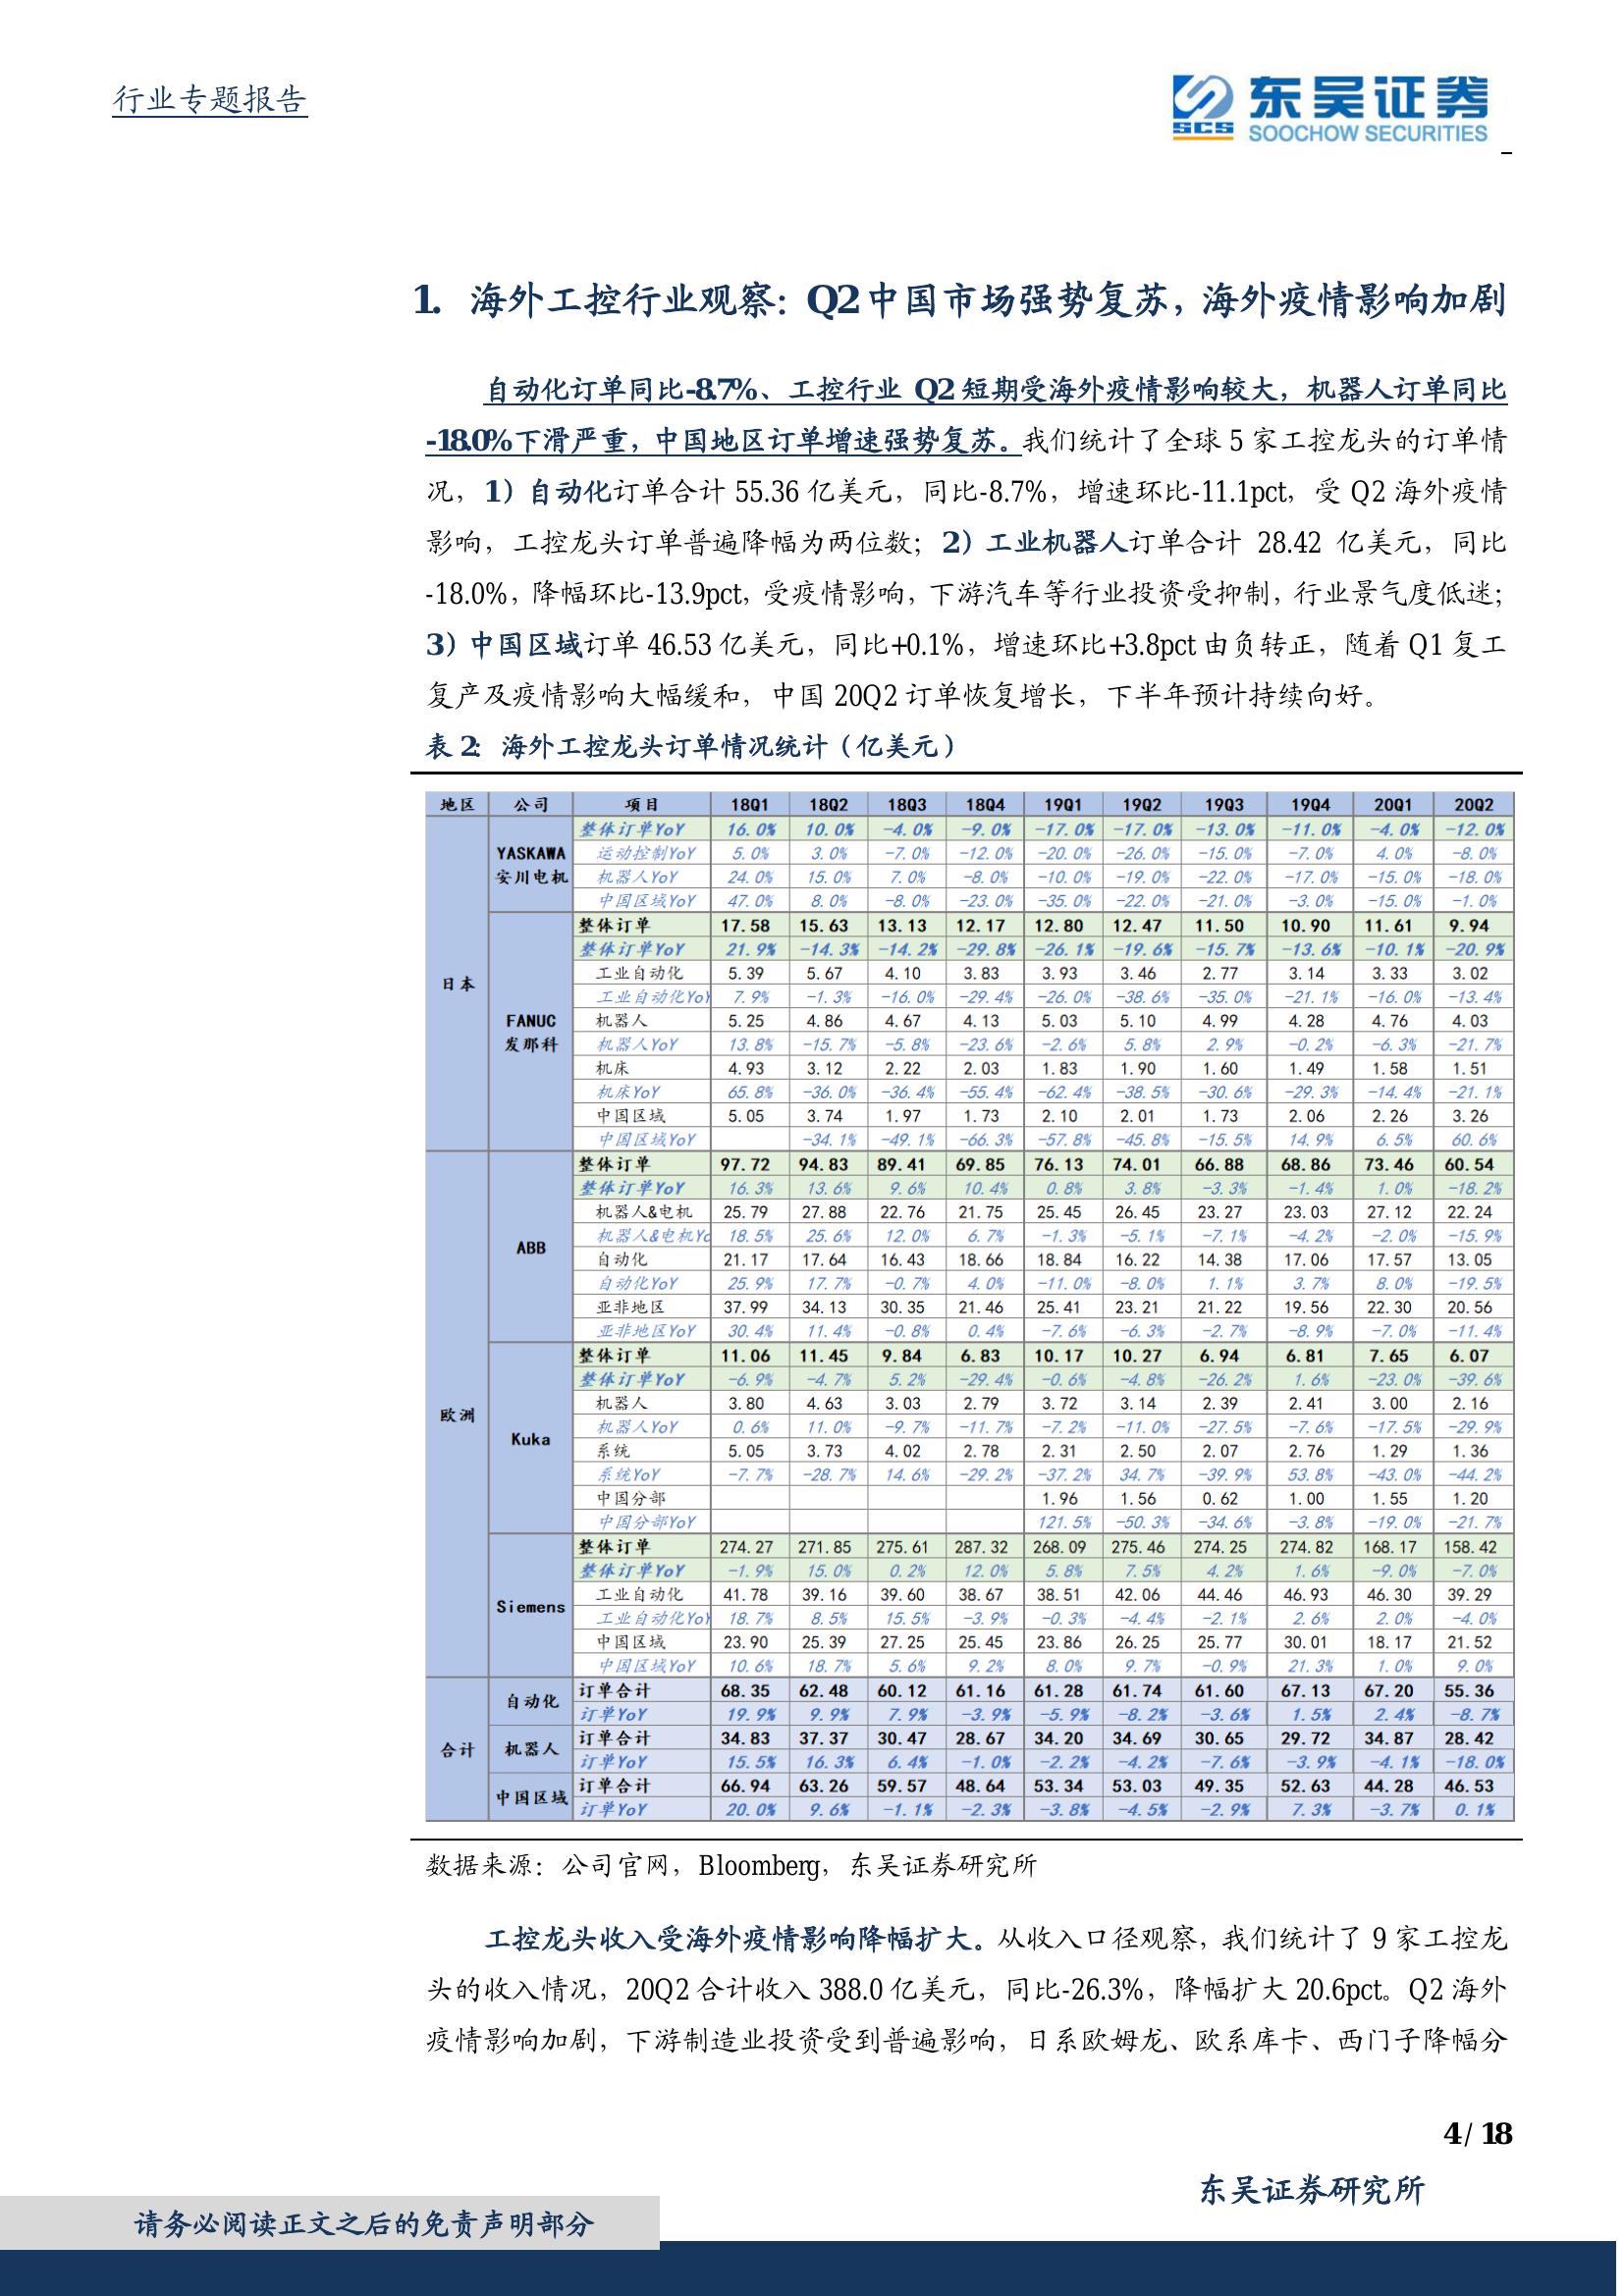 行业专题报告
东吴证券
SCS SOOCHOW SECURITIES
1. 海外工控行业观察：Q2 中国市场强势复苏，海外疫情影响加剧
自动化订单同比-8.7%、工控行业 Q2 短期受海外疫情影响较大，机器人订单同比
-18.0%下滑严重，中国地区订单增速强势复苏。我们统计了全球 5 家工控龙头的订单情
况，1）自动化订单合计 55.36 亿美元，同比-8.7%，增速环比-11.1pct，受 Q2 海外疫情
影响，工控龙头订单普遍降幅为两位数；2）工业机器人订单合计 28.42 亿美元，同比
-18.0%，降幅环比-13.9pct，受疫情影响，下游汽车等行业投资受抑制，行业景气度低迷；
3）中国区域订单 46.53 亿美元，同比+0.1%，增速环比+3.8pct 由负转正，随着 Q1 复工
复产及疫情影响大幅缓和，中国 20Q2 订单恢复增长，下半年预计持续向好。
表 2：海外工控龙头订单情况统计（亿美元）
地区 公司 项目 18Q1 18Q2 18Q3 18Q4 19Q1 19Q2 19Q3 19Q4 20Q1 20Q2
日本 YASKAWA 安川电机 整体订单YoY 16.0% 10.0% -4.0% -9.0% -17.0% -17.0% -13.0% -11.0% -4.0% -12.0%
运动控制YoY 5.0% 3.0% -7.0% -12.0% -20.0% -26.0% -15.0% -7.0% 4.0% -8.0%
机器人YoY 24.0% 15.0% 7.0% -8.0% -10.0% -19.0% -22.0% -17.0% -15.0% -18.0%
中国区域YoY 47.0% 8.0% -8.0% -23.0% -35.0% -22.0% -21.0% -3.0% -15.0% -1.0%
FANUC 发那科 整体订单 17.58 15.63 13.13 12.17 12.80 12.47 11.50 10.90 11.61 9.94
整体订单YoY 21.9% -14.3% -14.2% -29.8% -26.1% -19.6% -15.7% -13.6% -10.1% -20.9%
工业自动化 5.39 5.67 4.10 3.83 3.93 3.46 2.77 3.14 3.33 3.02
工业自动化YoY 7.9% -1.3% -16.0% -29.4% -26.0% -38.6% -35.0% -21.1% -16.0% -13.4%
机器人 5.25 4.86 4.67 4.13 5.03 5.10 4.99 4.28 4.76 4.03
机器人YoY 13.8% -15.7% -5.8% -23.6% -2.6% 5.8% 2.9% -0.2% -6.3% -21.7%
机床 4.93 3.12 2.22 2.03 1.83 1.90 1.60 1.49 1.58 1.51
机床YoY 65.8% -36.0% -36.4% -55.4% -62.4% -38.5% -30.6% -29.3% -14.4% -21.1%
中国区域 5.05 3.74 1.97 1.73 2.10 2.01 1.73 2.06 2.26 3.26
中国区域YoY -34.1% -49.1% -66.3% -57.8% -45.8% -15.5% 14.9% 6.5% 60.6%
欧洲 ABB 整体订单 97.72 94.83 89.41 69.85 76.13 74.01 66.88 68.86 73.46 60.54
整体订单YoY 16.3% 13.6% 9.6% 10.4% 0.8% 3.8% -3.3% -1.4% 1.0% -18.2%
机器人&电机 25.79 27.88 22.76 21.75 25.45 26.45 23.27 23.03 27.12 22.24
机器人&电机Yo 18.5% 25.6% 12.0% 6.7% -1.3% -5.1% -7.1% -4.2% -2.0% -15.9%
自动化 21.17 17.64 16.43 18.66 18.84 16.22 14.38 17.06 17.57 13.05
自动化YoY 25.9% 17.7% -0.7% 4.0% -11.0% -8.0% 1.1% 3.7% 8.0% -19.5%
亚非地区 37.99 34.13 30.35 21.46 25.41 23.21 21.22 19.56 22.30 20.56
亚非地区YoY 30.4% 11.4% -0.8% 0.4% -7.6% -6.3% -2.7% -8.9% -7.0% -11.4%
Kuka 整体订单 11.06 11.45 9.84 6.83 10.17 10.27 6.94 6.81 7.65 6.07
整体订单YoY -6.9% -4.7% 5.2% -29.4% -0.6% -4.8% -26.2% 1.6% -23.0% -39.6%
机器人 3.80 4.63 3.03 2.79 3.72 3.14 2.39 2.41 3.00 2.16
机器人YoY 0.6% 11.0% -9.7% -11.7% -7.2% -11.0% -27.5% -7.6% -17.5% -29.9%
系统 5.05 3.73 4.02 2.78 2.31 2.50 2.07 2.76 1.29 1.36
系统YoY -7.7% -28.7% 14.6% -29.2% -37.2% 34.7% -39.9% 53.8% -43.0% -44.2%
中国分部 1.96 1.56 0.62 1.00 1.55 1.20
中国分部YoY 121.5% -50.3% -34.6% -3.8% -19.0% -21.7%
Siemens 整体订单 274.27 271.85 275.61 287.32 268.09 275.46 274.25 274.82 168.17 158.42
整体订单YoY -1.9% 15.0% 0.2% 12.0% 5.8% 7.5% 4.2% 1.6% -9.0% -7.0%
工业自动化 41.78 39.16 39.60 38.67 38.51 42.06 44.46 46.93 46.30 39.29
工业自动化YoY 18.7% 8.5% 15.5% -3.9% -0.3% -4.4% -2.1% 2.6% 2.0% -4.0%
中国区域 23.90 25.39 27.25 25.45 23.86 26.25 25.77 30.01 18.17 21.52
中国区域YoY 10.6% 18.7% 5.6% 9.2% 8.0% 9.7% -0.9% 21.3% 1.0% 9.0%
合计 自动化 订单合计 68.35 62.48 60.12 61.16 61.28 61.74 61.60 67.13 67.20 55.36
订单YoY 19.9% 9.9% 7.9% -3.9% -5.9% -8.2% -3.6% 1.5% 2.4% -8.7%
机器人 订单合计 34.83 37.37 30.47 28.67 34.20 34.69 30.65 29.72 34.87 28.42
订单YoY 15.5% 16.3% 6.4% -1.0% -2.2% -4.2% -7.6% -3.9% -4.1% -18.0%
中国区域 订单合计 66.94 63.26 59.57 48.64 53.34 53.03 49.35 52.63 44.28 46.53
订单YoY 20.0% 9.6% -1.1% -2.3% -3.8% -4.5% -2.9% 7.3% -3.7% 0.1%
数据来源：公司官网，Bloomberg，东吴证券研究所
工控龙头收入受海外疫情影响降幅扩大。从收入口径观察，我们统计了 9 家工控龙
头的收入情况，20Q2 合计收入 388.0 亿美元，同比-26.3%，降幅扩大 20.6pct。Q2 海外
疫情影响加剧，下游制造业投资受到普遍影响，日系欧姆龙、欧系库卡、西门子降幅分
4 / 18
东吴证券研究所
请务必阅读正文之后的免责声明部分